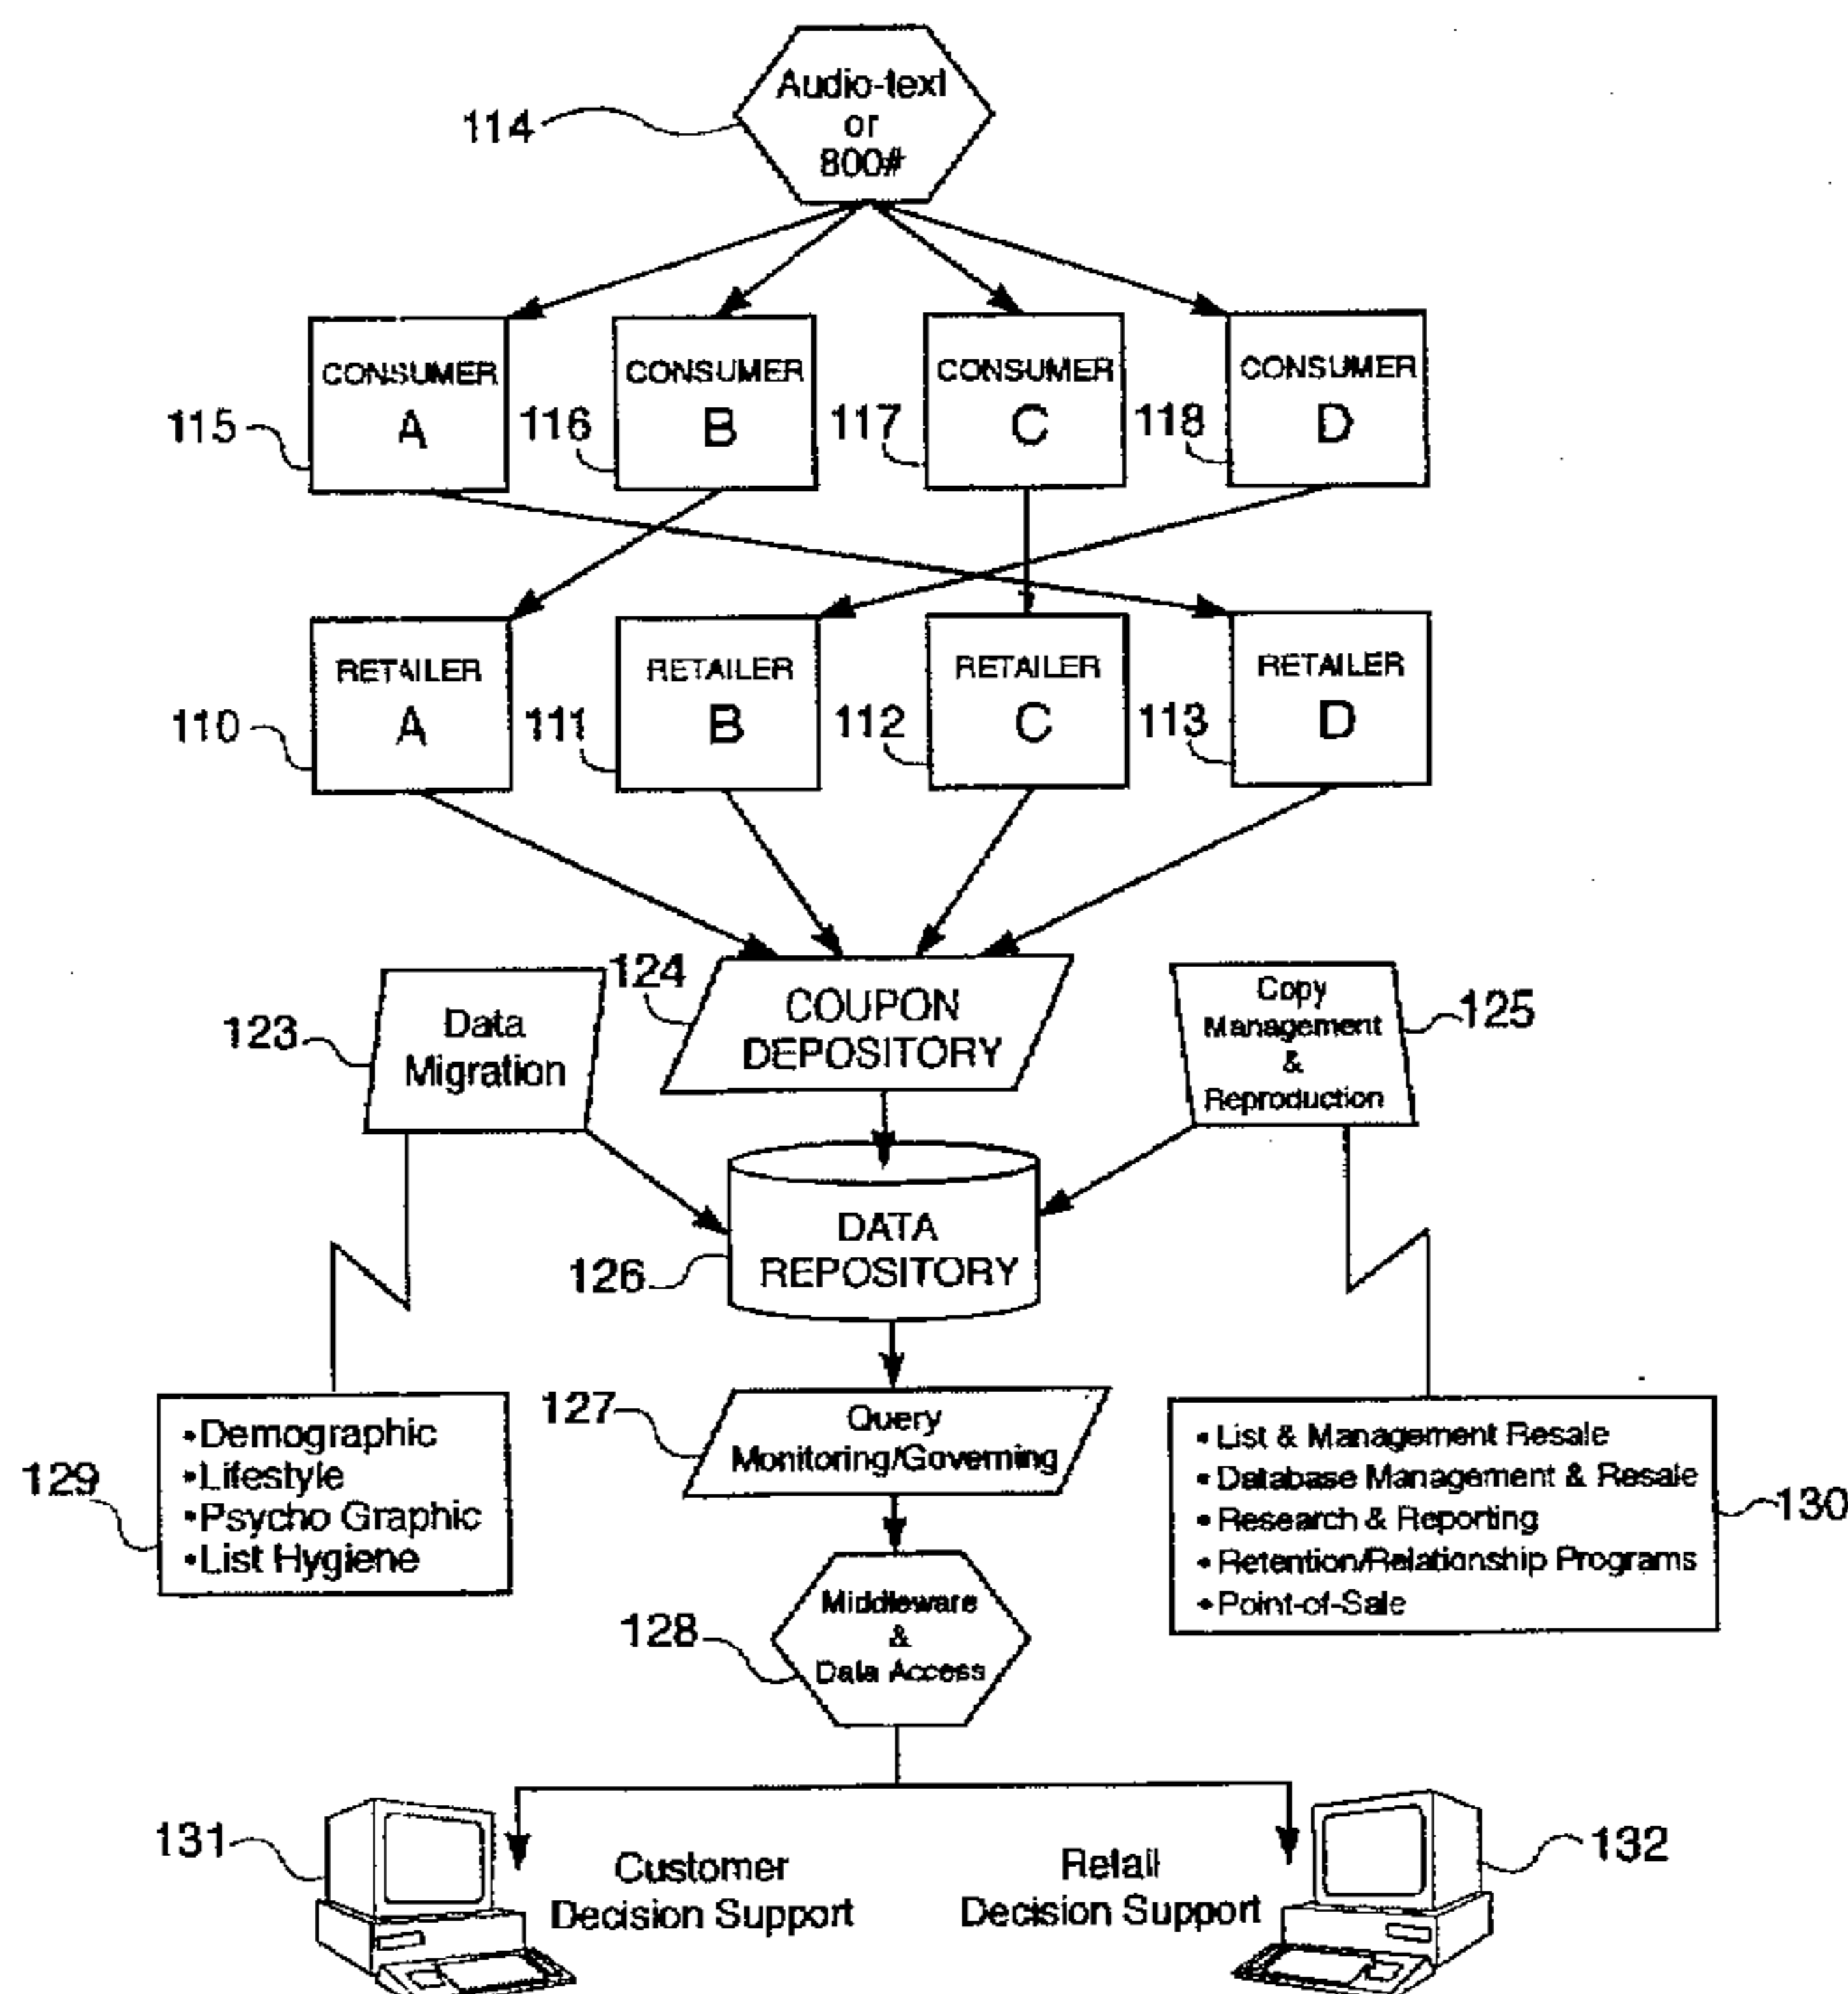 Audio-text
or
800#
114
CONSUMER
A
CONSUMER
B
CONSUMER
C
CONSUMER
D
115
116
117
118
RETAILER
A
RETAILER
B
RETAILER
C
RETAILER
D
110
111
112
113
124
COUPON
DEPOSITORY
123
Data
Migration
Copy
Management
&
Reproduction
125
DATA
REPOSITORY
126
127
Query
Monitoring/Governing
129
•Demographic
•Lifestyle
•Psycho Graphic
•List Hygiene
• List & Management Resale
• Database Management & Resale
• Research & Reporting
• Retention/Relationship Programs
• Point-of-Sale
130
128
Middleware
&
Data Access
131
Customer
Decision Support
Retail
Decision Support
132